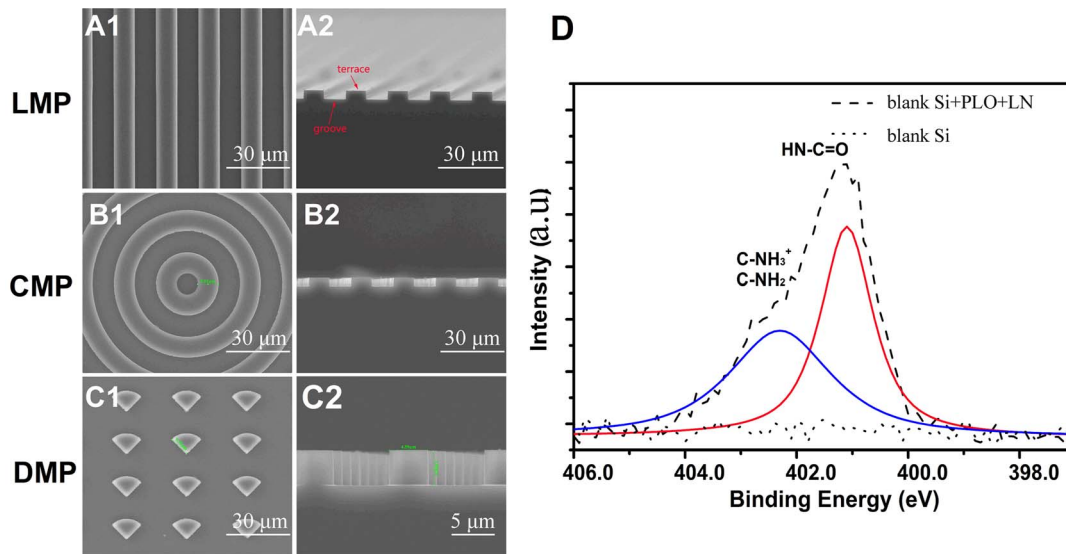 A1
A2
LMP
terrace
groove
30 µm
30 µm
B1
B2
CMP
30 µm
30 µm
C1
C2
DMP
30 µm
5 µm
D
blank Si+PLO+LN
blank Si
HN-C=O
C-NH₃⁺
C-NH₂
Intensity (a.u)
406.0 404.0 402.0 400.0 398.0
Binding Energy (eV)